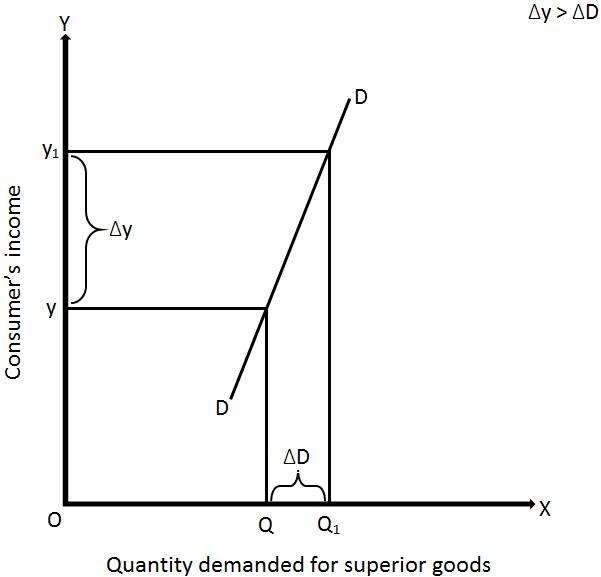 Δy > ΔD
Y
D
y₁
Δy
Consumer’s income
y
D
ΔD
O
Q
Q₁
X
Quantity demanded for superior goods